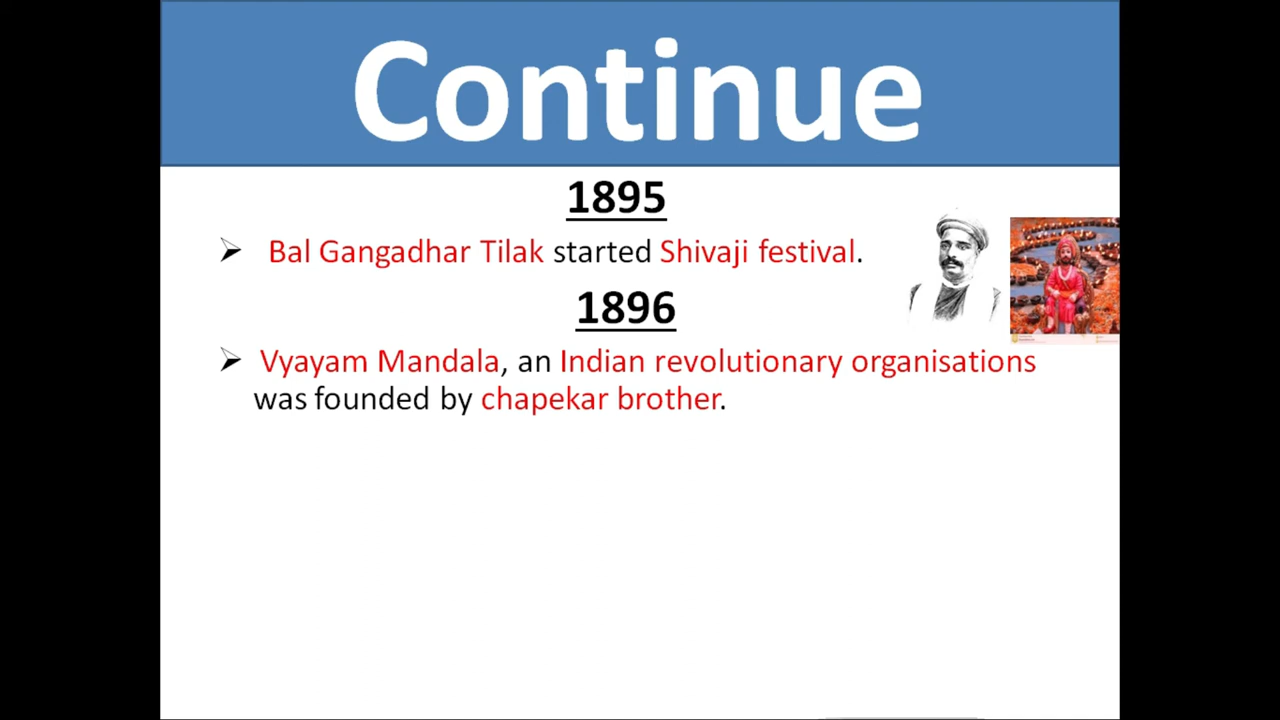 Continue
1895
➢ Bal Gangadhar Tilak started Shivaji festival.
1896
➢ Vyayam Mandala, an Indian revolutionary organisations
was founded by chapekar brother.